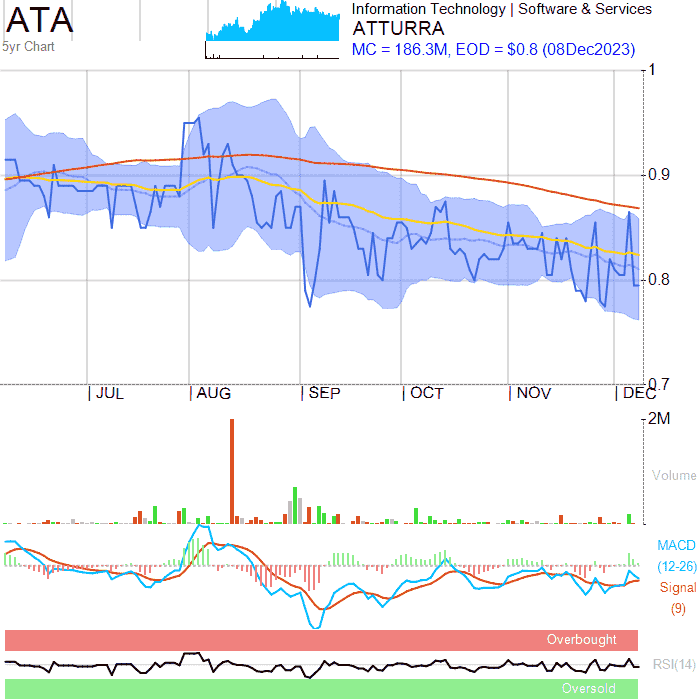 ATA
5yr Chart
Information Technology | Software & Services
ATTURRA
MC = 186.3M, EOD = $0.8 (08Dec2023)
1
0.9
0.8
0.7
JUL AUG SEP OCT NOV DEC
2M
Volume
MACD
(12-26)
Signal
(9)
Overbought
RSI(14)
Oversold